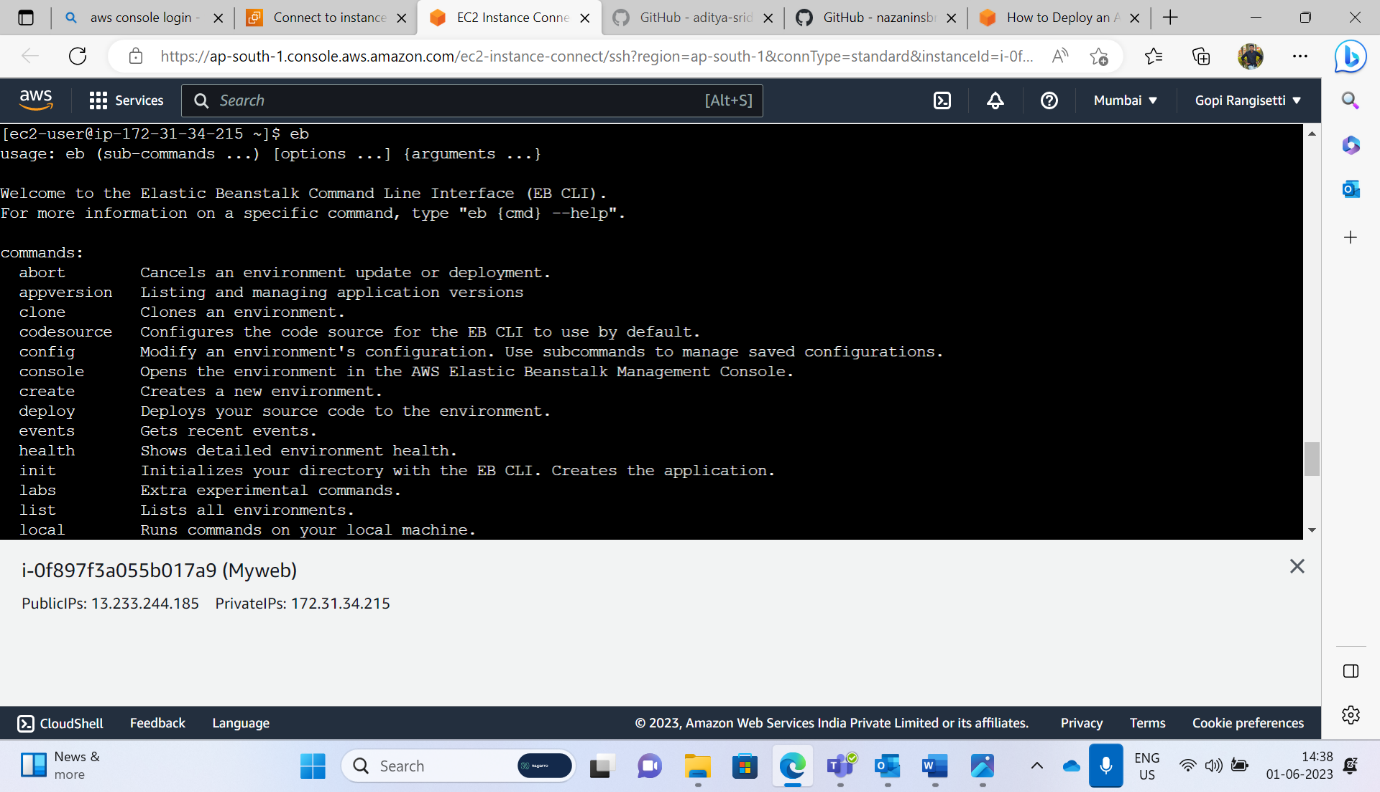 aws console login -
Connect to instance
EC2 Instance Conne
GitHub - aditya-srid
GitHub - nazaninsb
How to Deploy an A
https://ap-south-1.console.aws.amazon.com/ec2-instance-connect/ssh?region=ap-south-1&connType=standard&instanceId=i-0f...
aws
Services
Search
[Alt+S]
Mumbai
Gopi Rangisetti
[ec2-user@ip-172-31-34-215 ~]$ eb
usage: eb (sub-commands ...) [options ...] {arguments ...}
Welcome to the Elastic Beanstalk Command Line Interface (EB CLI).
For more information on a specific command, type "eb {cmd} --help".
commands:
abort Cancels an environment update or deployment.
appversion Listing and managing application versions
clone Clones an environment.
codesource Configures the code source for the EB CLI to use by default.
config Modify an environment's configuration. Use subcommands to manage saved configurations.
console Opens the environment in the AWS Elastic Beanstalk Management Console.
create Creates a new environment.
deploy Deploys your source code to the environment.
events Gets recent events.
health Shows detailed environment health.
init Initializes your directory with the EB CLI. Creates the application.
labs Extra experimental commands.
list Lists all environments.
local Runs commands on your local machine.
i-0f897f3a055b017a9 (Myweb)
PublicIPs: 13.233.244.185 PrivateIPs: 172.31.34.215
CloudShell
Feedback
Language
© 2023, Amazon Web Services India Private Limited or its affiliates.
Privacy
Terms
Cookie preferences
News &
more
Search
ENG
US
14:38
01-06-2023